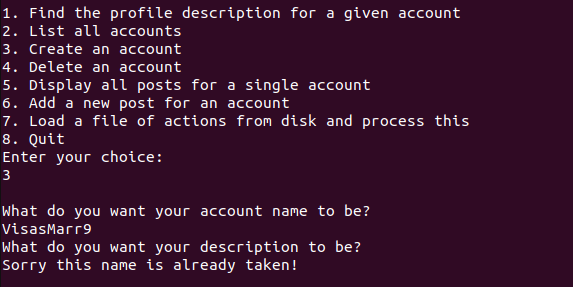 1. Find the profile description for a given account
2. List all accounts
3. Create an account
4. Delete an account
5. Display all posts for a single account
6. Add a new post for an account
7. Load a file of actions from disk and process this
8. Quit
Enter your choice:
3
What do you want your account name to be?
VisasMarr9
What do you want your description to be?
Sorry this name is already taken!